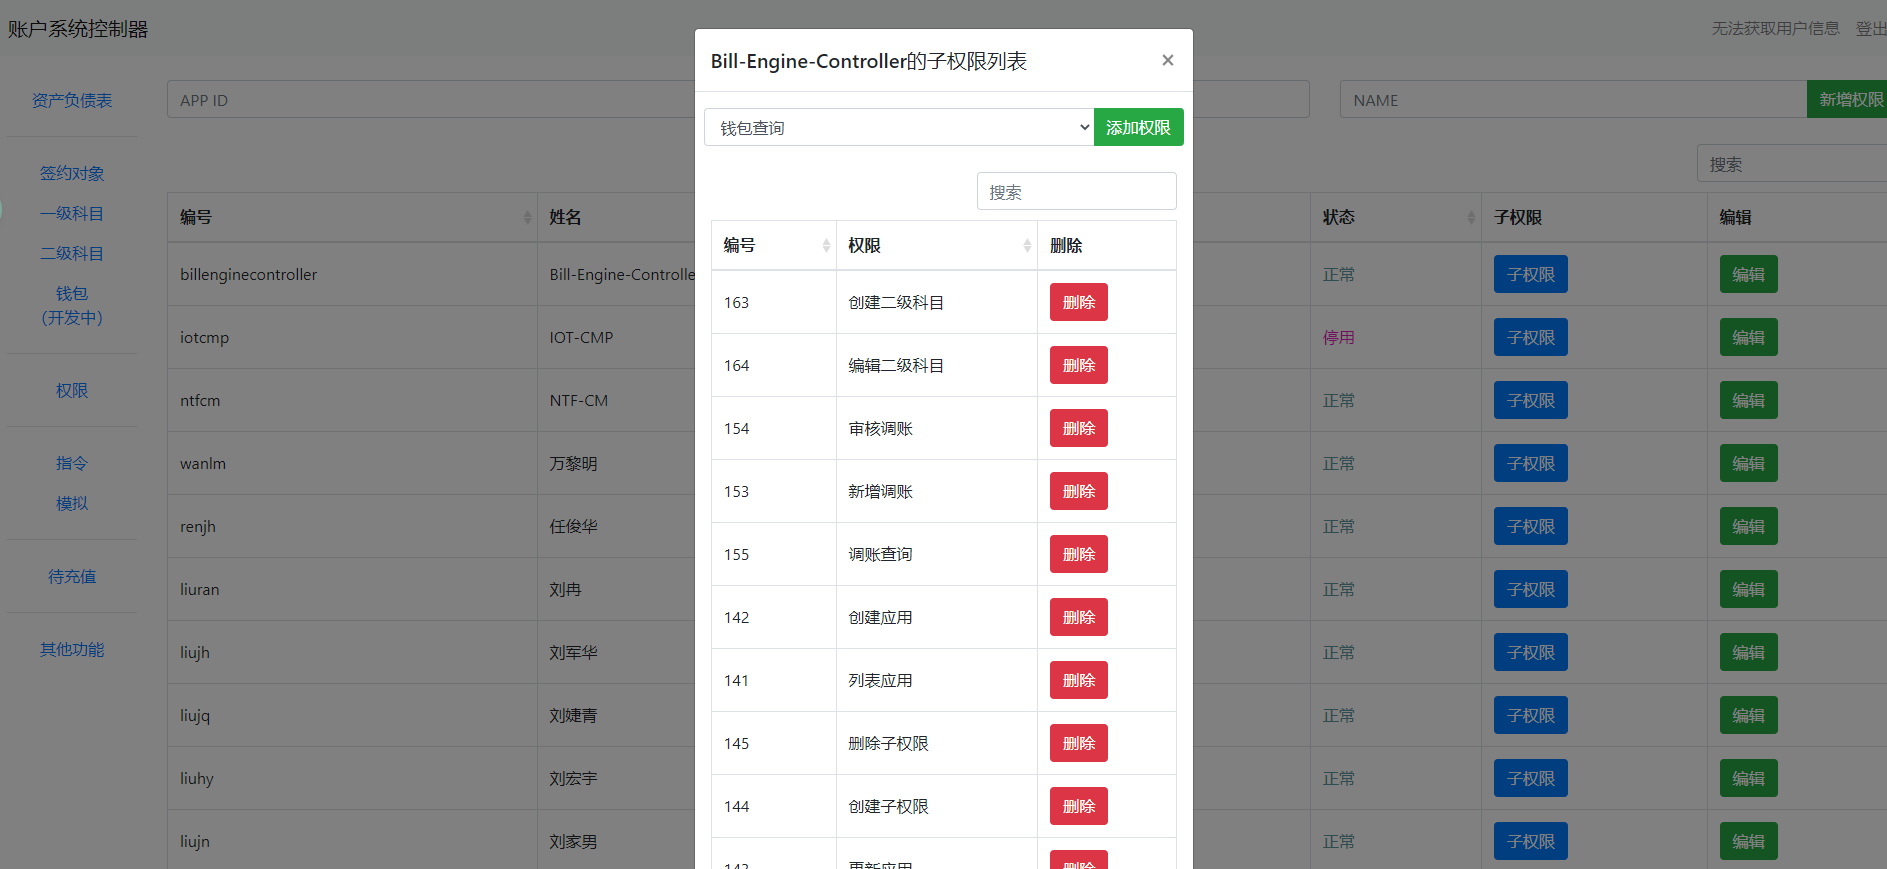 账户系统控制器
无法获取用户信息 登出
资产负债表
签约对象
一级科目
二级科目
钱包
(开发中)
权限
指令
模拟
待充值
其他功能
APP ID
NAME
新增权限
搜索
编号 姓名 状态 子权限 编辑
billenginecontroller Bill-Engine-Controlle 正常 子权限 编辑
iotcmp IOT-CMP 停用 子权限 编辑
ntfcm NTF-CM 正常 子权限 编辑
wanlm 万黎明 正常 子权限 编辑
renjh 任俊华 正常 子权限 编辑
liuran 刘冉 正常 子权限 编辑
liujh 刘军华 正常 子权限 编辑
liujq 刘婕青 正常 子权限 编辑
liuhy 刘宏宇 正常 子权限 编辑
liujn 刘家男 正常 子权限 编辑
Bill-Engine-Controller的子权限列表 ×
钱包查询 添加权限
搜索
编号 权限 删除
163 创建二级科目 删除
164 编辑二级科目 删除
154 审核调账 删除
153 新增调账 删除
155 调账查询 删除
142 创建应用 删除
141 列表应用 删除
145 删除子权限 删除
144 创建子权限 删除
143 更新应用 删除